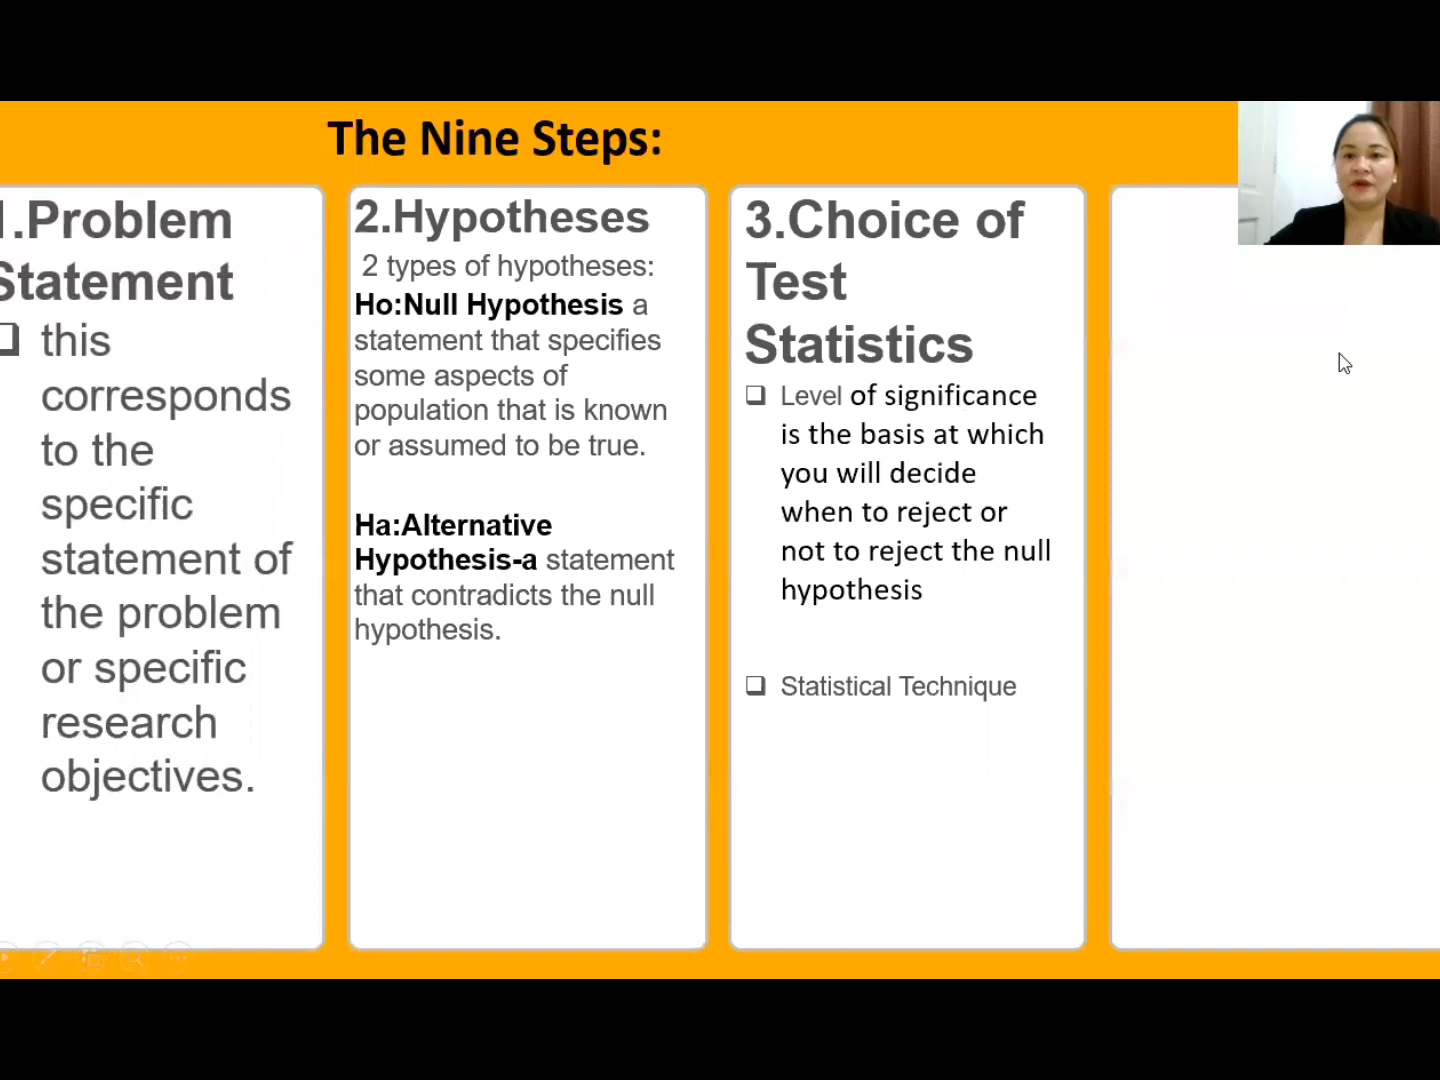 The Nine Steps:
1.Problem
Statement
this
corresponds
to the
specific
statement of
the problem
or specific
research
objectives.
2.Hypotheses
2 types of hypotheses:
Ho:Null Hypothesis a
statement that specifies
some aspects of
population that is known
or assumed to be true.
Ha:Alternative
Hypothesis-a statement
that contradicts the null
hypothesis.
3.Choice of
Test
Statistics
Level of significance
is the basis at which
you will decide
when to reject or
not to reject the null
hypothesis
Statistical Technique